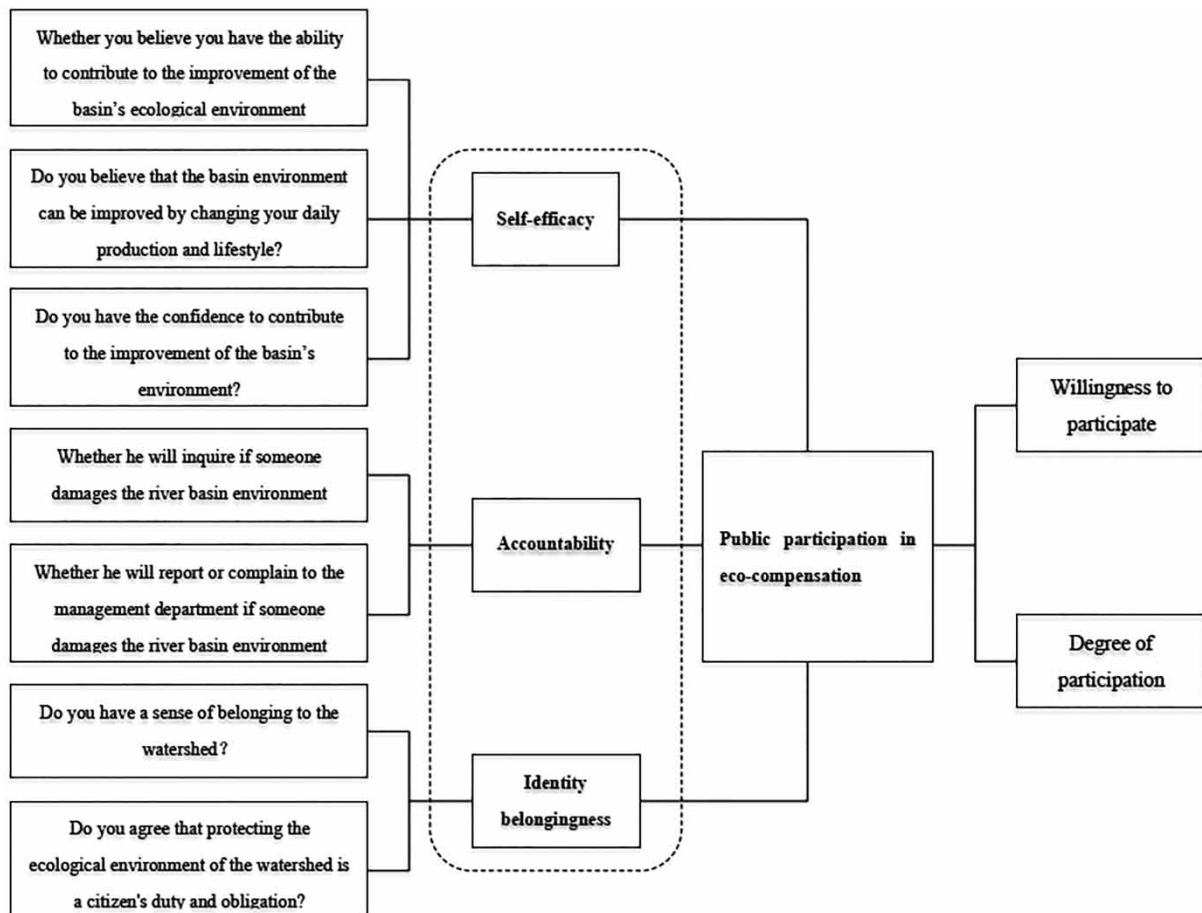 Whether you believe you have the ability
to contribute to the improvement of the
basin's ecological environment
Do you believe that the basin environment
can be improved by changing your daily
production and lifestyle?
Do you have the confidence to contribute
to the improvement of the basin's
environment?
Whether he will inquire if someone
damages the river basin environment
Whether he will report or complain to the
management department if someone
damages the river basin environment
Do you have a sense of belonging to the
watershed?
Do you agree that protecting the
ecological environment of the watershed is
a citizen's duty and obligation?
Self-efficacy
Accountability
Identity
belongingness
Public participation in
eco-compensation
Willingness to
participate
Degree of
participation